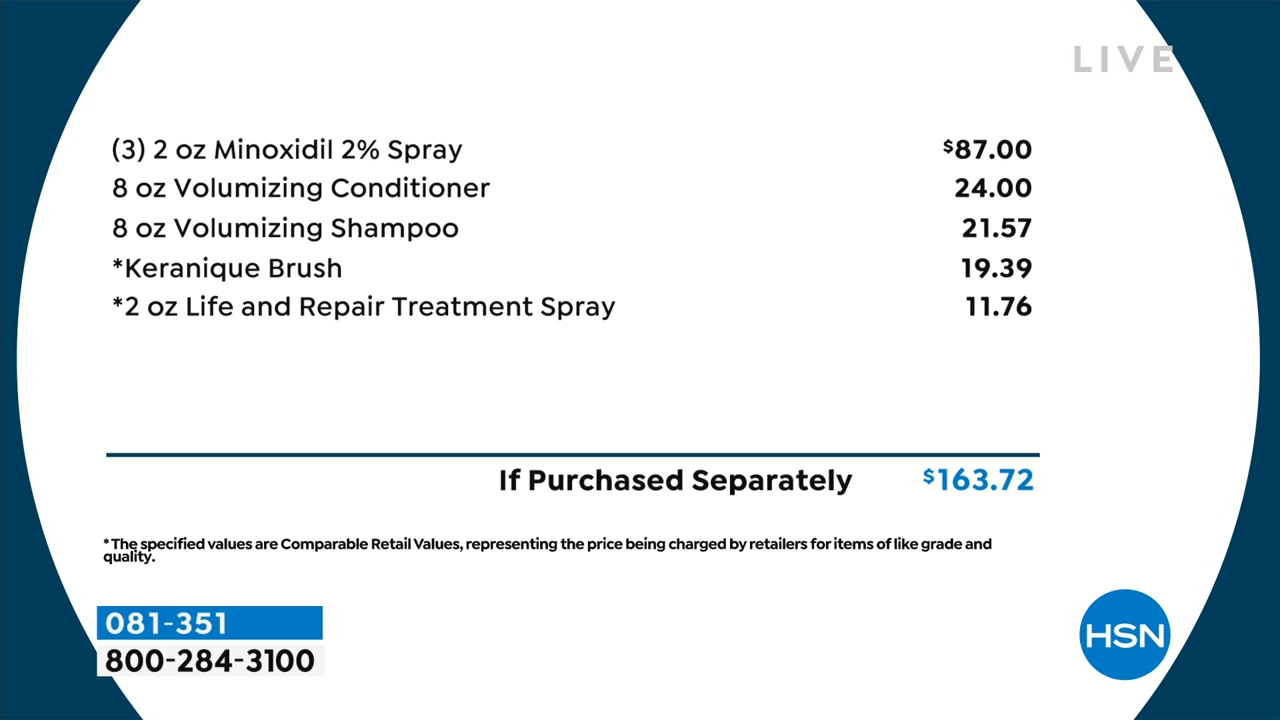 LIVE
(3) 2 oz Minoxidil 2% Spray $87.00
8 oz Volumizing Conditioner 24.00
8 oz Volumizing Shampoo 21.57
*Keranique Brush 19.39
*2 oz Life and Repair Treatment Spray 11.76
If Purchased Separately $163.72
*The specified values are Comparable Retail Values, representing the price being charged by retailers for items of like grade and
quality.
081-351
800-284-3100
HSN